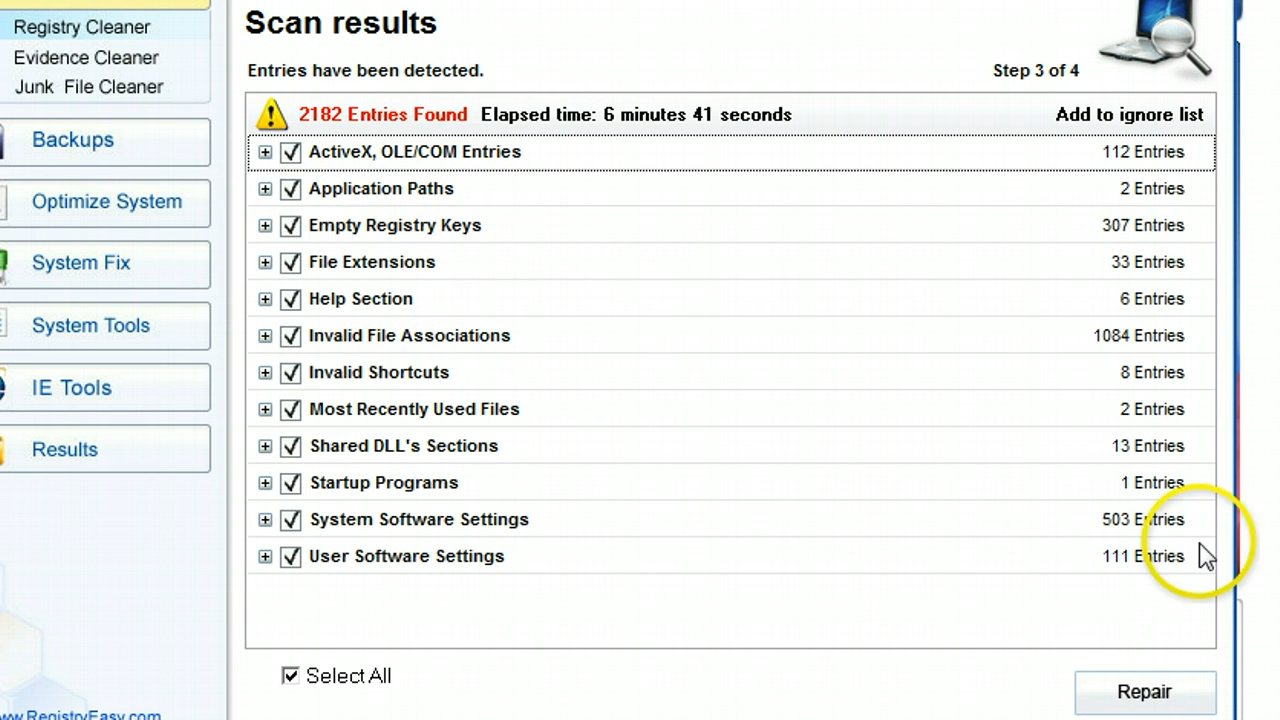 Registry Cleaner
Evidence Cleaner
Junk File Cleaner
Backups
Optimize System
System Fix
System Tools
IE Tools
Results
ww.RegistryEasy.com
Scan results
Entries have been detected.
Step 3 of 4
2182 Entries Found Elapsed time: 6 minutes 41 seconds Add to ignore list
ActiveX, OLE/COM Entries 112 Entries
Application Paths 2 Entries
Empty Registry Keys 307 Entries
File Extensions 33 Entries
Help Section 6 Entries
Invalid File Associations 1084 Entries
Invalid Shortcuts 8 Entries
Most Recently Used Files 2 Entries
Shared DLL's Sections 13 Entries
Startup Programs 1 Entries
System Software Settings 503 Entries
User Software Settings 111 Entries
Select All
Repair